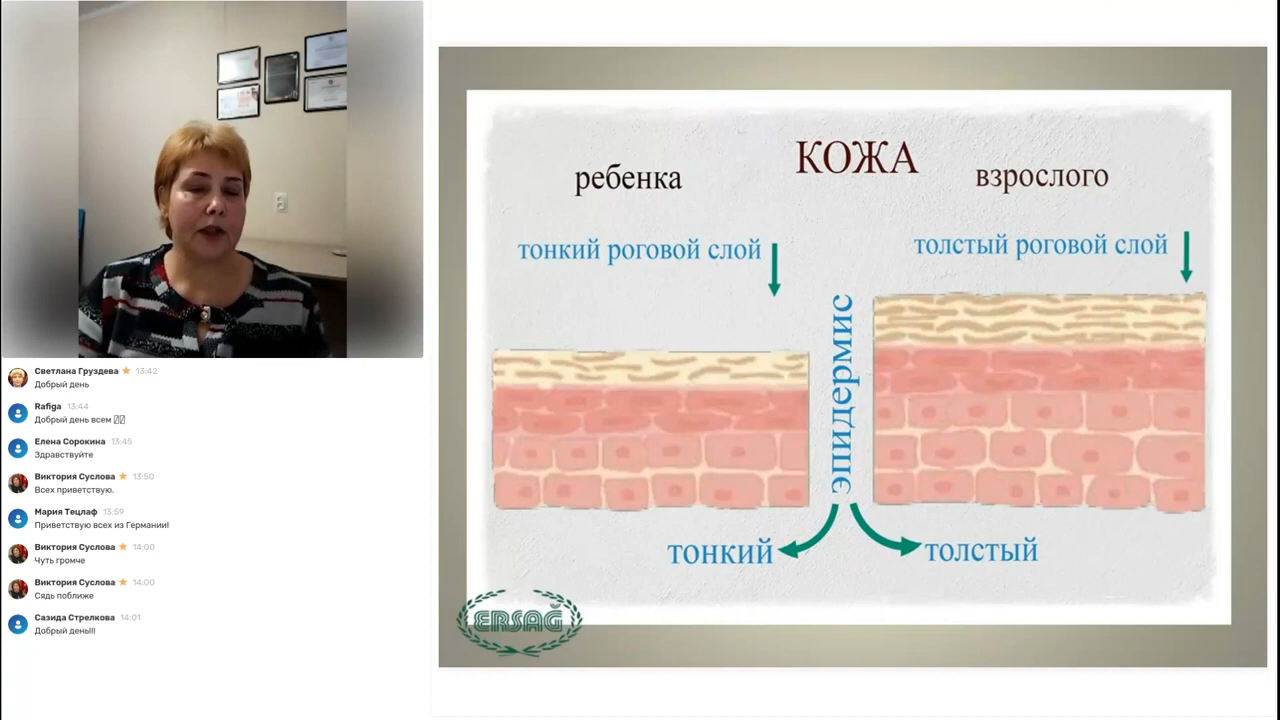 Светлана Груздева 13:42
Добрый день
Rafiga 13:44
Добрый день всем
Елена Сорокина 13:45
Здравствуйте
Виктория Суслова 13:50
Всех приветствую.
Мария Тецлаф 13:59
Приветствую всех из Германии!
Виктория Суслова 14:00
Чуть громче
Виктория Суслова 14:00
Сядь поближе
Сазида Стрелкова 14:01
Добрый день!!!
КОЖА
ребенка
взрослого
тонкий роговой слой
толстый роговой слой
эпидермис
тонкий
толстый
ERSAĞ